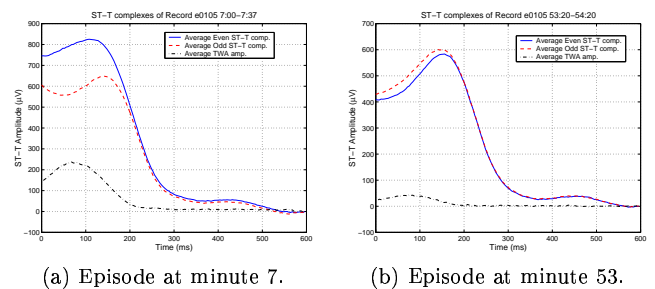 ST−T complexes of Record e0105 7:00−7:37
900
800
700
600
500
400
300
200
100
0
−100
ST−T Amplitude (μV)
Average Even ST−T comp.
Average Odd ST−T comp.
Average TWA amp.
0 100 200 300 400 500 600
Time (ms)
(a) Episode at minute 7.
ST−T complexes of Record e0105 53:20−54:20
700
600
500
400
300
200
100
0
−100
ST−T Amplitude (μV)
Average Even ST−T comp.
Average Odd ST−T comp.
Average TWA amp.
0 100 200 300 400 500 600
Time (ms)
(b) Episode at minute 53.